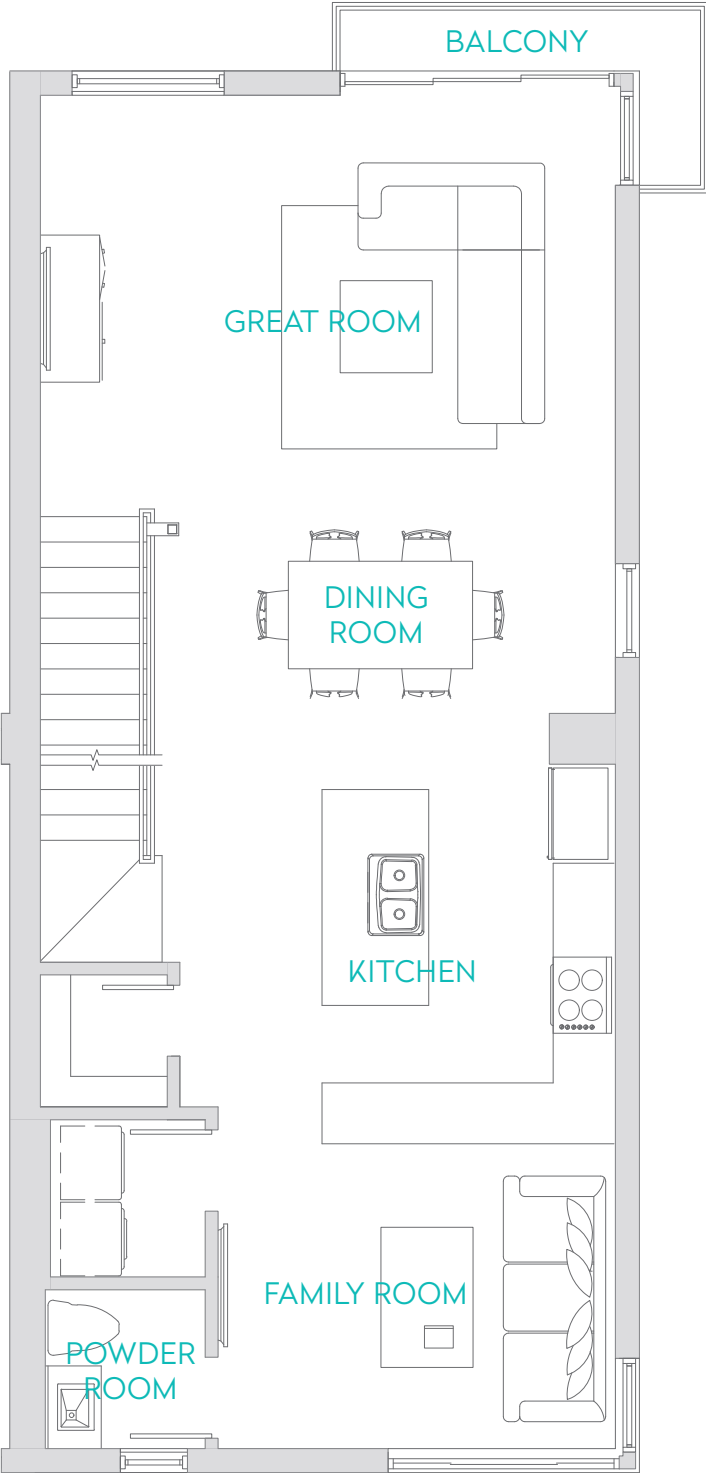 BALCONY
GREAT ROOM
DINING
ROOM
KITCHEN
FAMILY ROOM
POWDER
ROOM